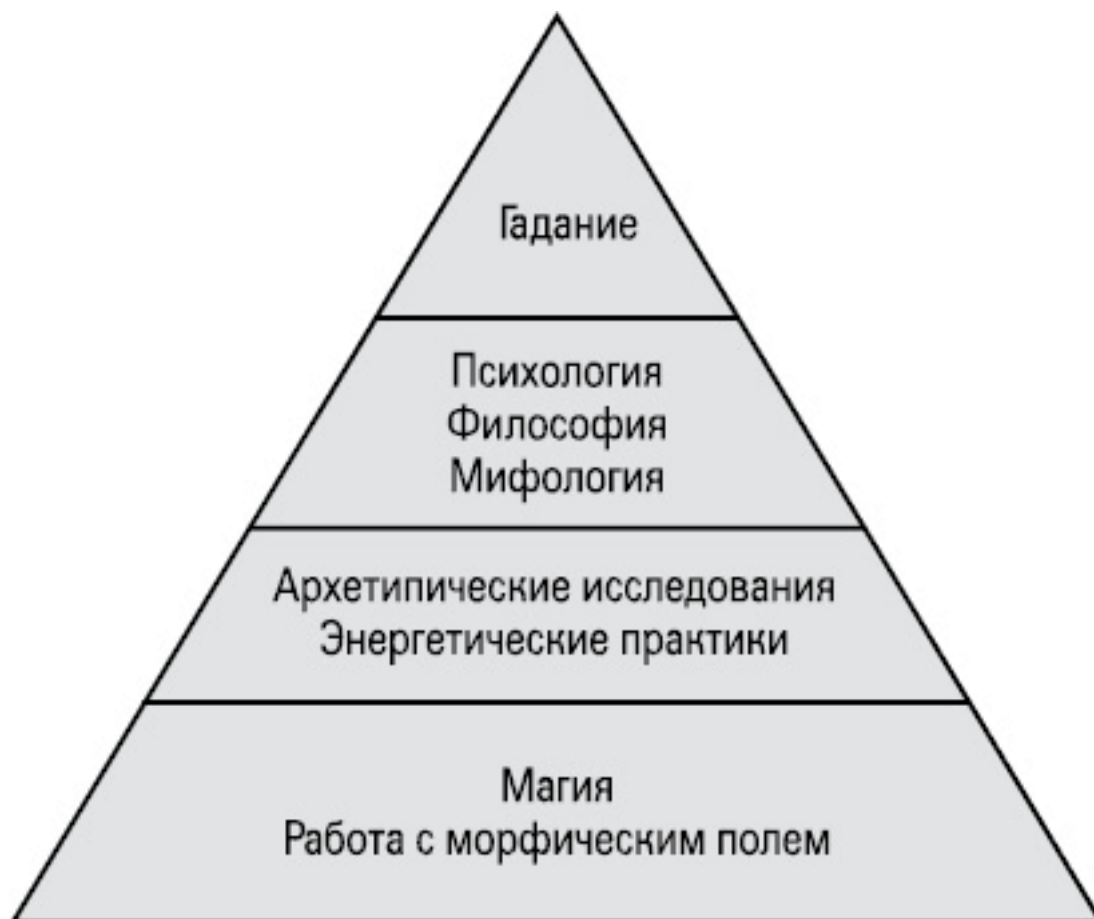 Гадание
Психология
Философия
Мифология
Архетипические исследования
Энергетические практики
Магия
Работа с морфическим полем